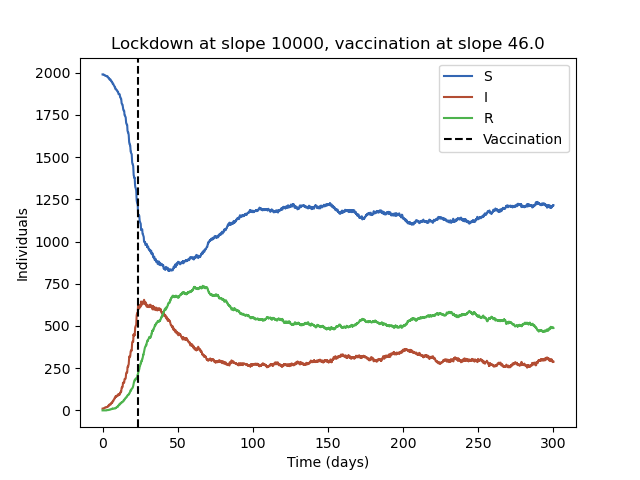 Lockdown at slope 10000, vaccination at slope 46.0
S
I
R
Vaccination
Individuals
2000
1750
1500
1250
1000
750
500
250
0
0 50 100 150 200 250 300
Time (days)